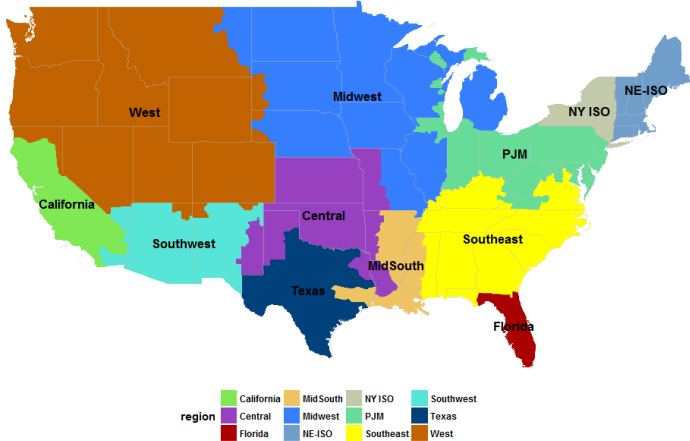 NE-ISO
Midwest
West
NY ISO
PJM
California
Central
Southwest
Southeast
MidSouth
Texas
Florida
region
California
Central
Florida
MidSouth
Midwest
NE-ISO
NY ISO
PJM
Southeast
Southwest
Texas
West